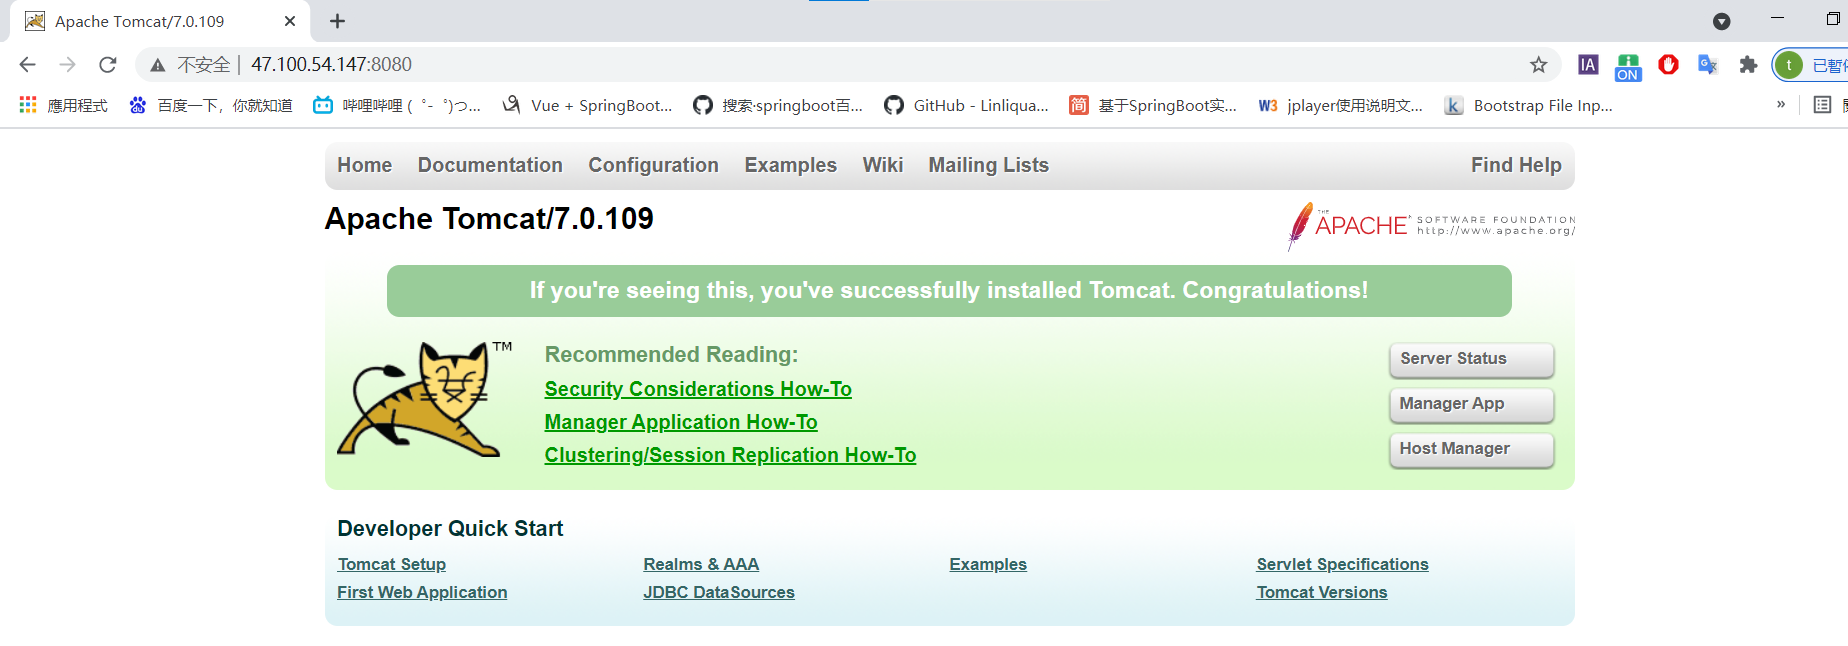 Apache Tomcat/7.0.109
不安全 47.100.54.147:8080
IA
ON
t
已暫
應用程式 百度一下，你就知道 哔哩哔哩 (゜-゜)つ... Vue + SpringBoot... 搜索·springboot百... GitHub - Linliqua... 简 基于SpringBoot实... W3 jplayer使用说明文... k Bootstrap File Inp... »
Home Documentation Configuration Examples Wiki Mailing Lists Find Help
Apache Tomcat/7.0.109
THE APACHE SOFTWARE FOUNDATION
http://www.apache.org/
If you're seeing this, you've successfully installed Tomcat. Congratulations!
TM
Recommended Reading:
Security Considerations How-To
Manager Application How-To
Clustering/Session Replication How-To
Server Status
Manager App
Host Manager
Developer Quick Start
Tomcat Setup Realms & AAA Examples Servlet Specifications
First Web Application JDBC DataSources Tomcat Versions